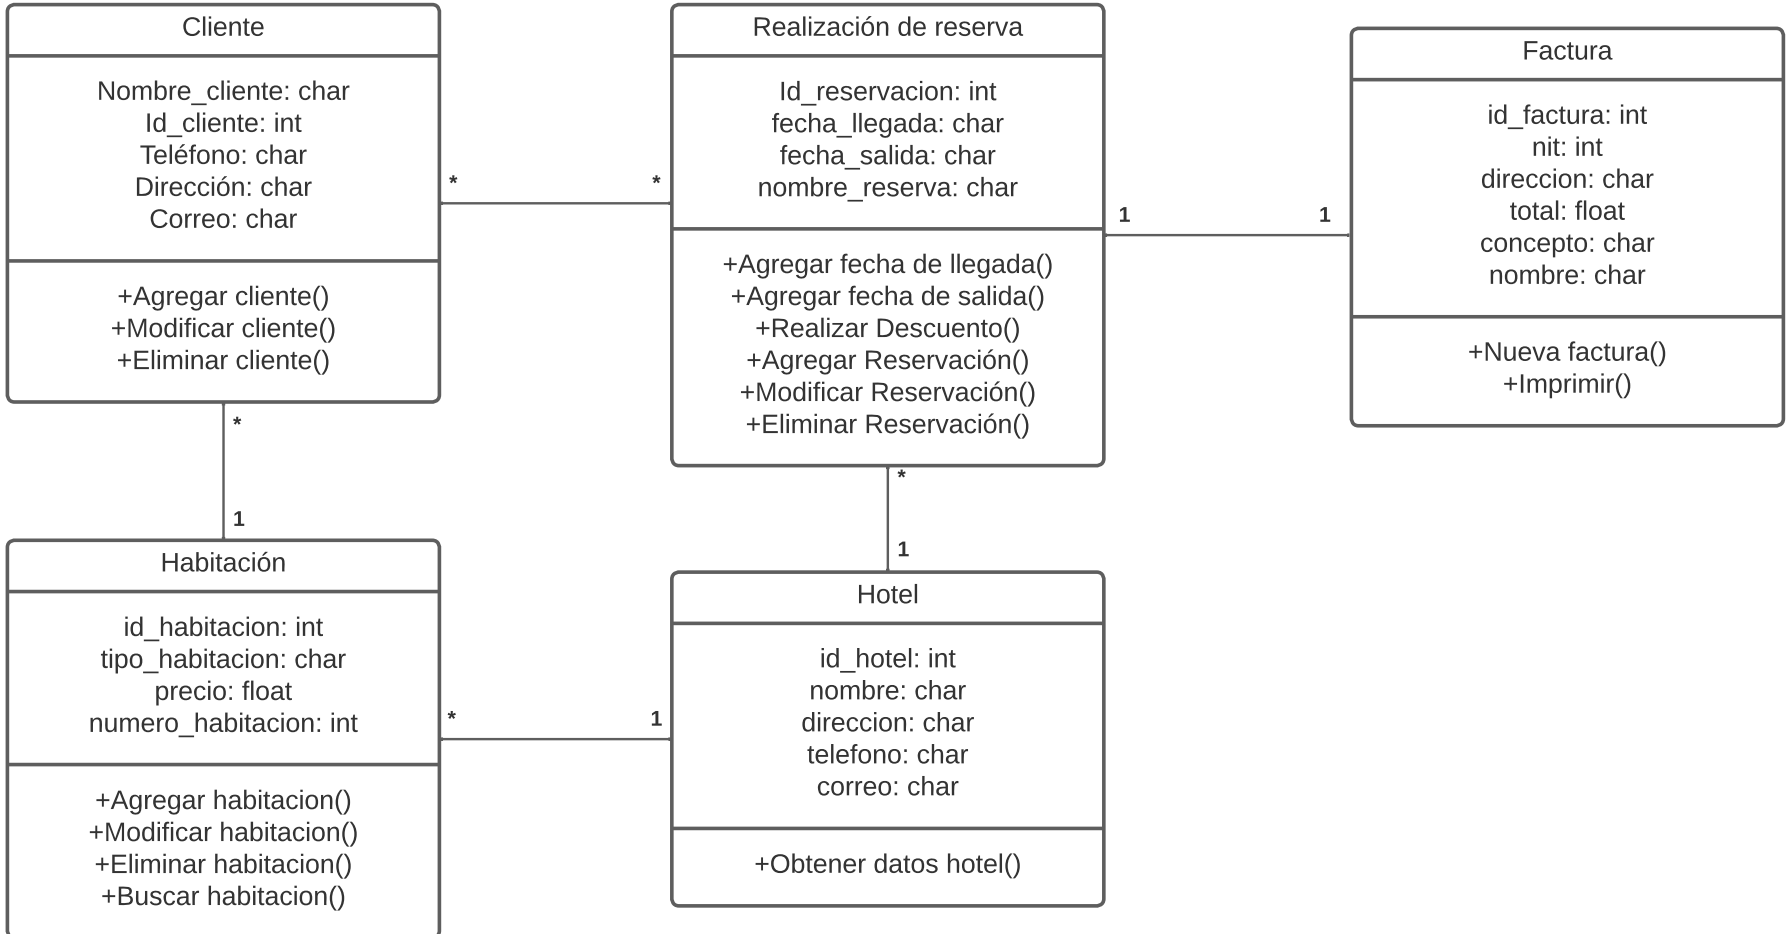 Cliente
Nombre_cliente: char
Id_cliente: int
Teléfono: char
Dirección: char
Correo: char
+Agregar cliente()
+Modificar cliente()
+Eliminar cliente()
*
*
Realización de reserva
Id_reservacion: int
fecha_llegada: char
fecha_salida: char
nombre_reserva: char
+Agregar fecha de llegada()
+Agregar fecha de salida()
+Realizar Descuento()
+Agregar Reservación()
+Modificar Reservación()
+Eliminar Reservación()
1
1
Factura
id_factura: int
nit: int
direccion: char
total: float
concepto: char
nombre: char
+Nueva factura()
+Imprimir()
*
1
*
1
Habitación
id_habitacion: int
tipo_habitacion: char
precio: float
numero_habitacion: int
+Agregar habitacion()
+Modificar habitacion()
+Eliminar habitacion()
+Buscar habitacion()
*
1
Hotel
id_hotel: int
nombre: char
direccion: char
telefono: char
correo: char
+Obtener datos hotel()